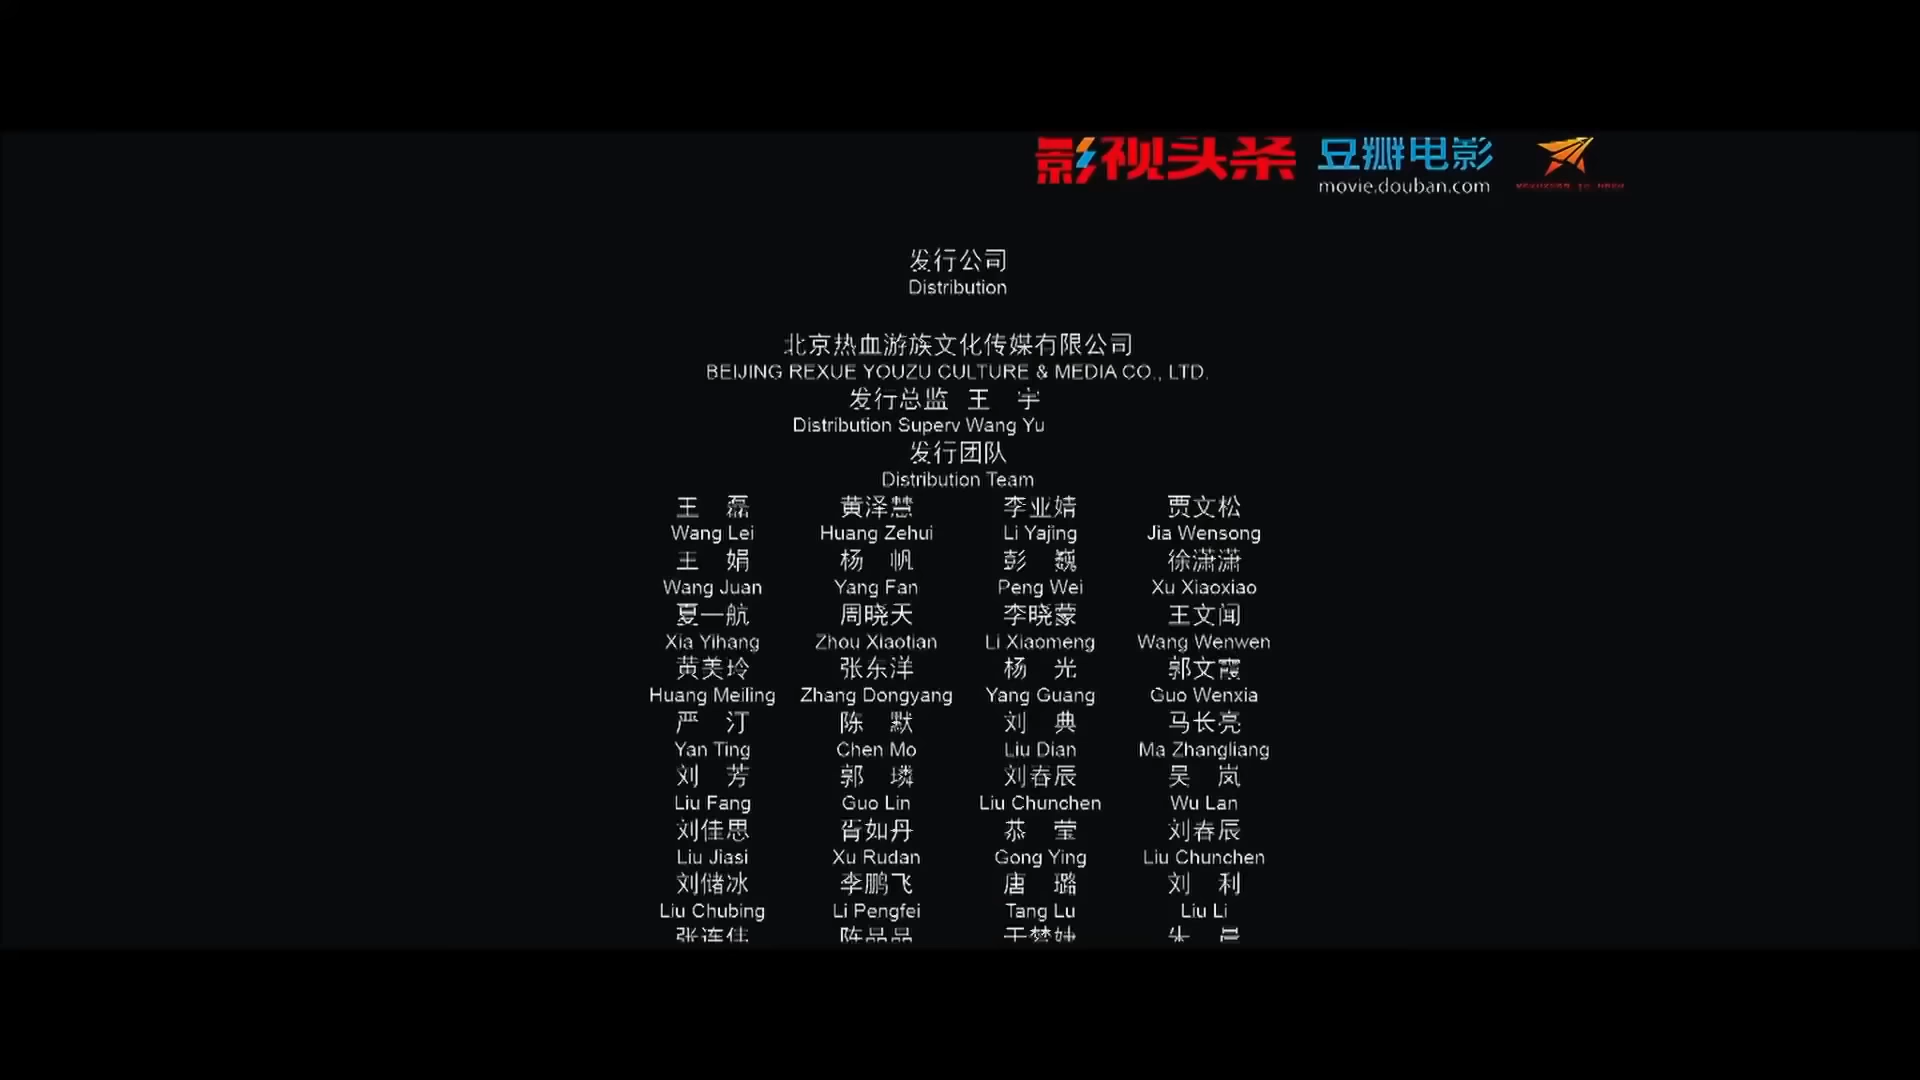 影视头条 豆瓣电影
movie.douban.com
发行公司
Distribution
北京热血游族文化传媒有限公司
BEIJING REXUE YOUZU CULTURE & MEDIA CO., LTD.
发行总监 王 宇
Distribution Superv Wang Yu
发行团队
Distribution Team
王 磊 黄泽慧 李业婧 贾文松
Wang Lei Huang Zehui Li Yajing Jia Wensong
王 娟 杨 帆 彭 巍 徐潇潇
Wang Juan Yang Fan Peng Wei Xu Xiaoxiao
夏一航 周晓天 李晓蒙 王文闻
Xia Yihang Zhou Xiaotian Li Xiaomeng Wang Wenwen
黄美玲 张东洋 杨 光 郭文霞
Huang Meiling Zhang Dongyang Yang Guang Guo Wenxia
严 汀 陈 默 刘 典 马长亮
Yan Ting Chen Mo Liu Dian Ma Zhangliang
刘 芳 郭 璘 刘春辰 吴 岚
Liu Fang Guo Lin Liu Chunchen Wu Lan
刘佳思 胥如丹 恭 莹 刘春辰
Liu Jiasi Xu Rudan Gong Ying Liu Chunchen
刘储冰 李鹏飞 唐 璐 刘 利
Liu Chubing Li Pengfei Tang Lu Liu Li